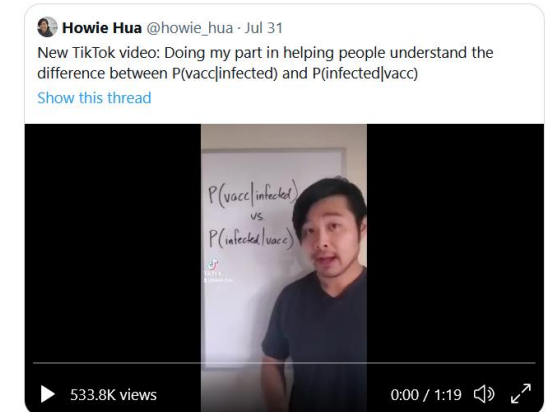 Howie Hua @howie_hua · Jul 31
New TikTok video: Doing my part in helping people understand the
difference between P(vacc|infected) and P(infected|vacc)
Show this thread
P(vacc|infected)
vs
P(infected|vacc)
533.8K views
0:00 / 1:19